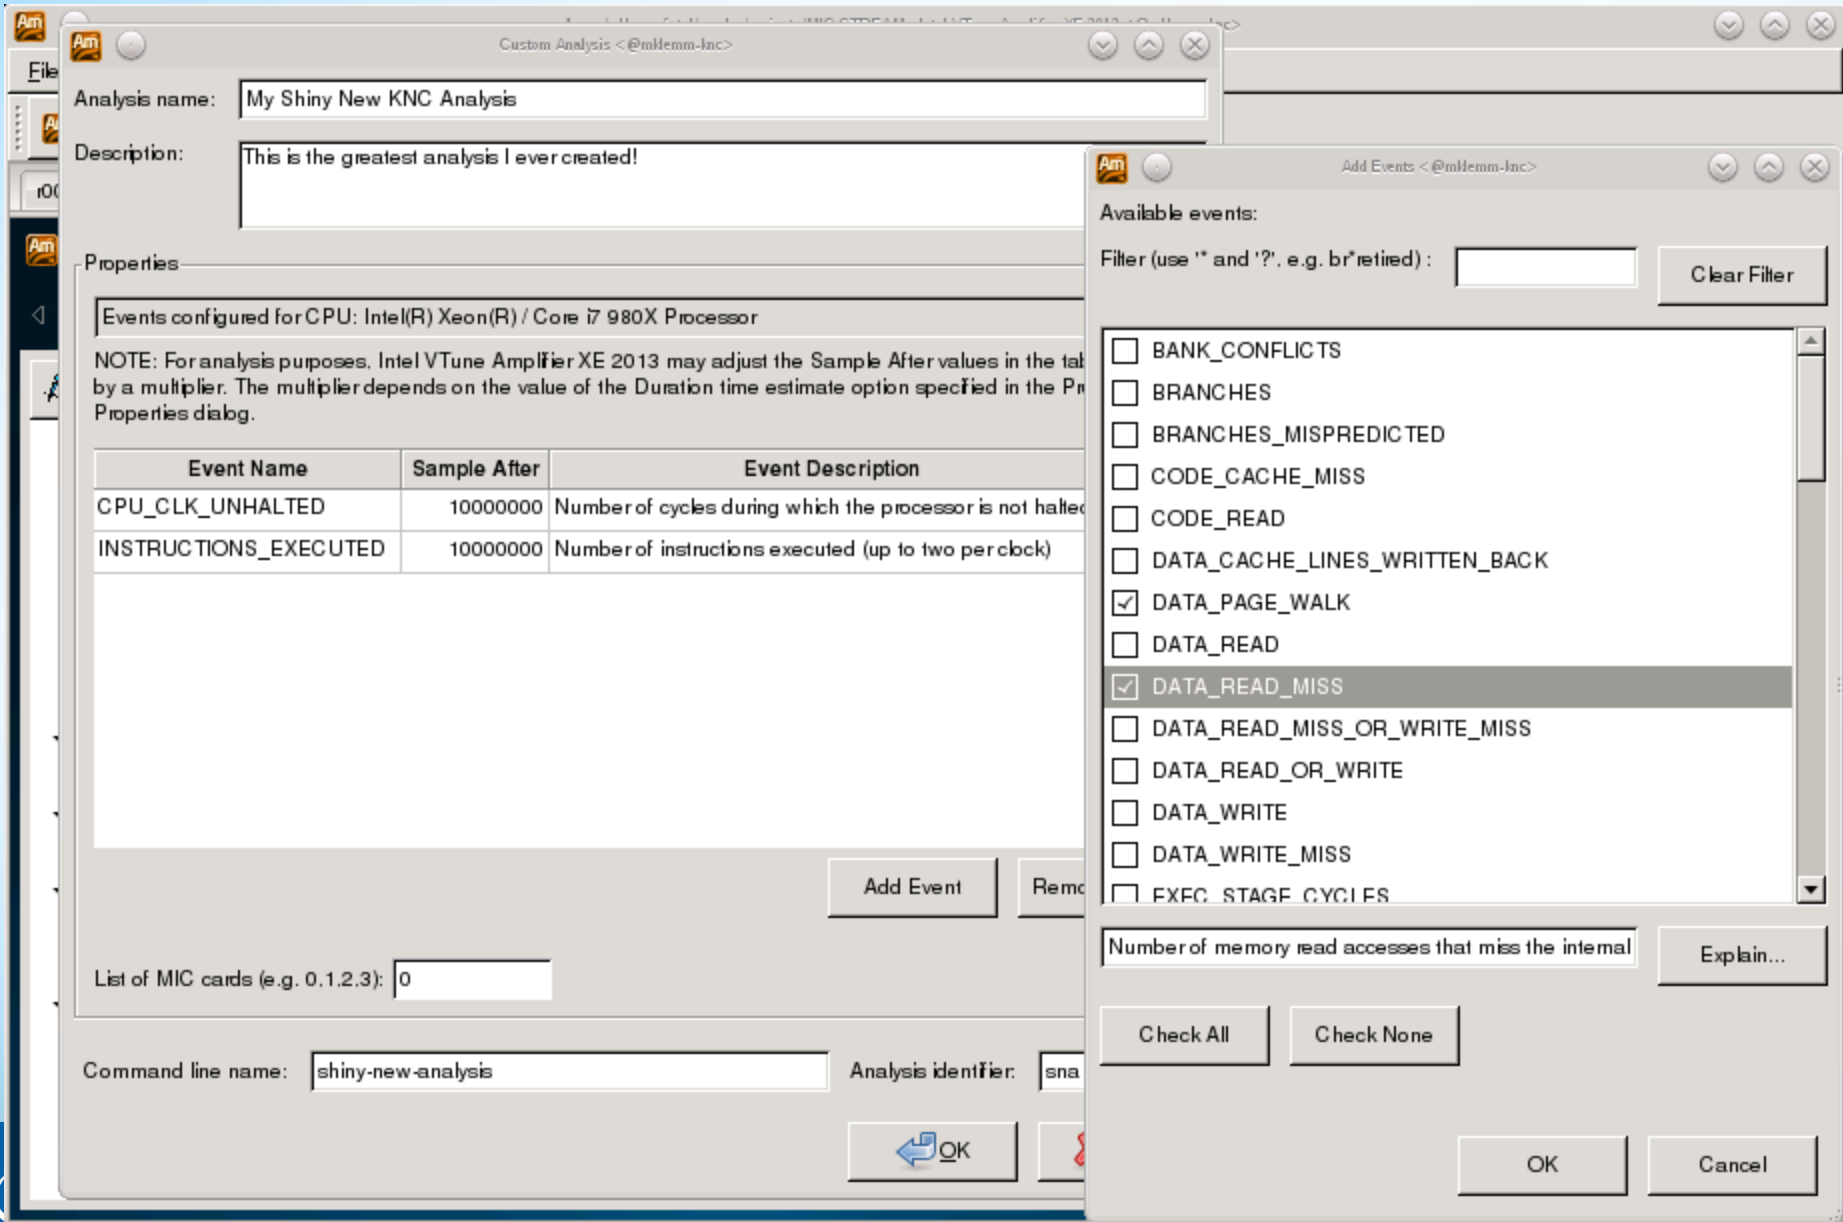 Custom Analysis <@mklemm-knc>
File
Analysis name: My Shiny New KNC Analysis
Description: This is the greatest analysis I ever created!
Properties
Events configured for CPU: Intel(R) Xeon(R) / Core i7 980X Processor
NOTE: For analysis purposes, Intel VTune Amplifier XE 2013 may adjust the Sample After values in the
by a multiplier. The multiplier depends on the value of the Duration time estimate option specified in the
Properties dialog.
Event Name Sample After Event Description
CPU_CLK_UNHALTED 10000000 Number of cycles during which the processor is not halted
INSTRUCTIONS_EXECUTED 10000000 Number of instructions executed (up to two per clock)
Add Event
List of MIC cards (e.g. 0,1,2,3): 0
Command line name: shiny-new-analysis Analysis identifier: sna
OK
Add Events <@mklemm-knc>
Available events:
Filter (use '*' and '?', e.g. br*retired) : Clear Filter
BANK_CONFLICTS
BRANCHES
BRANCHES_MISPREDICTED
CODE_CACHE_MISS
CODE_READ
DATA_CACHE_LINES_WRITTEN_BACK
DATA_PAGE_WALK
DATA_READ
DATA_READ_MISS
DATA_READ_MISS_OR_WRITE_MISS
DATA_READ_OR_WRITE
DATA_WRITE
DATA_WRITE_MISS
EXEC_STAGE_CYCLES
Number of memory read accesses that miss the internal Explain...
Check All Check None
OK Cancel